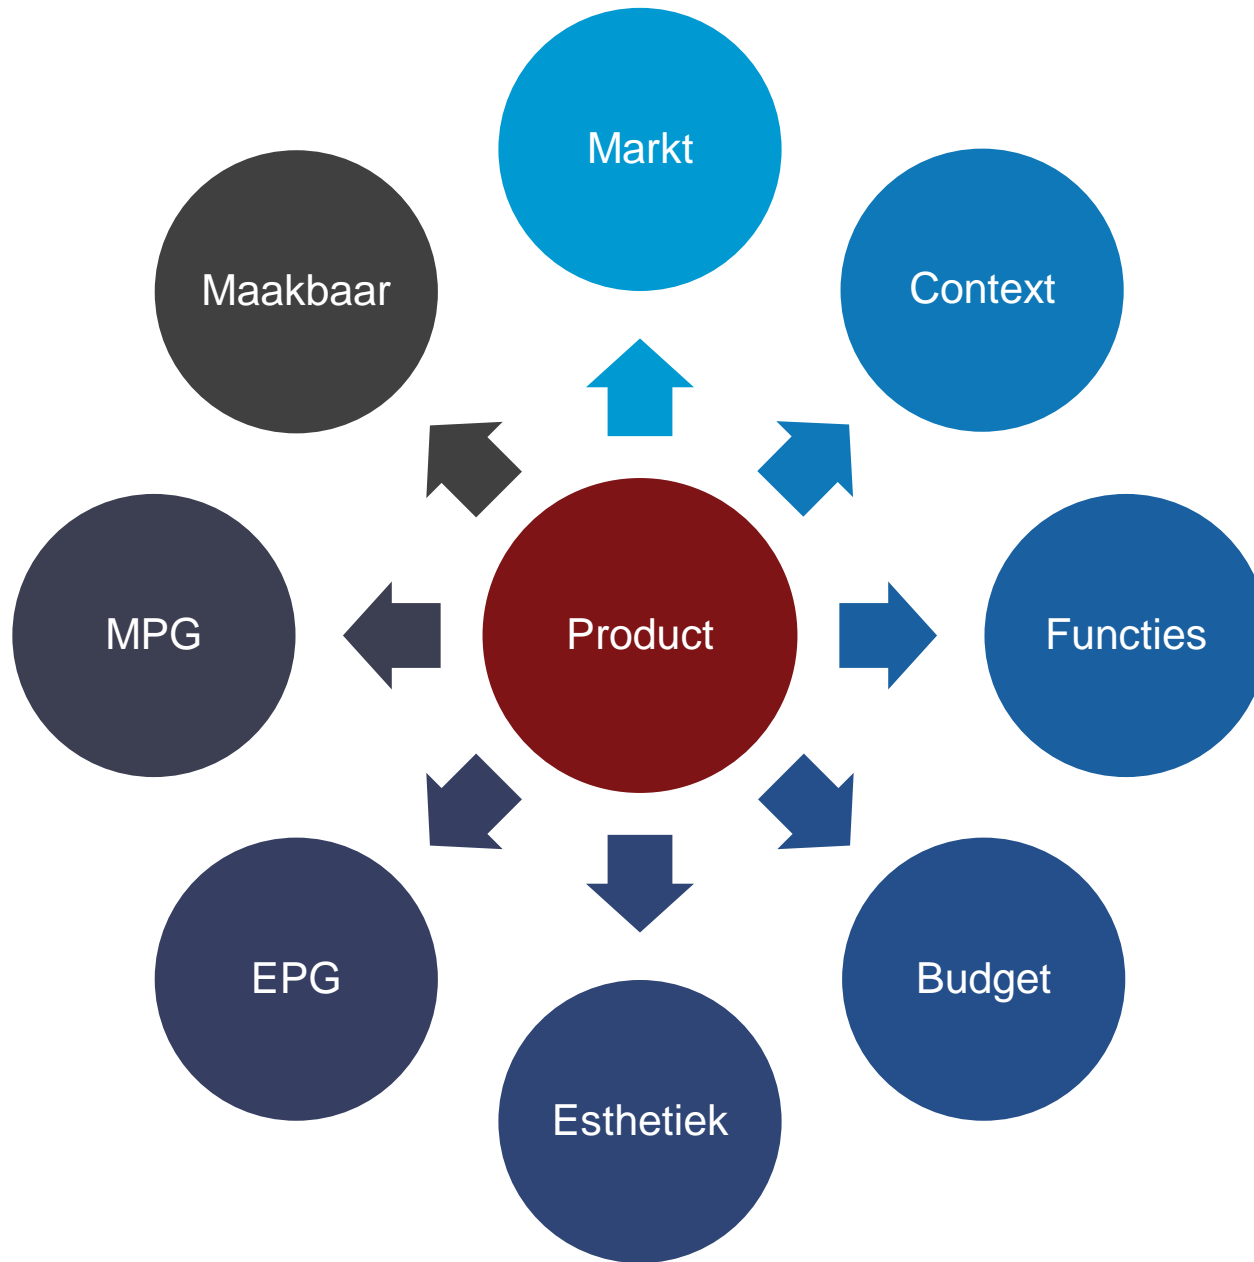 Markt
Context
Functies
Budget
Esthetiek
EPG
MPG
Maakbaar
Product